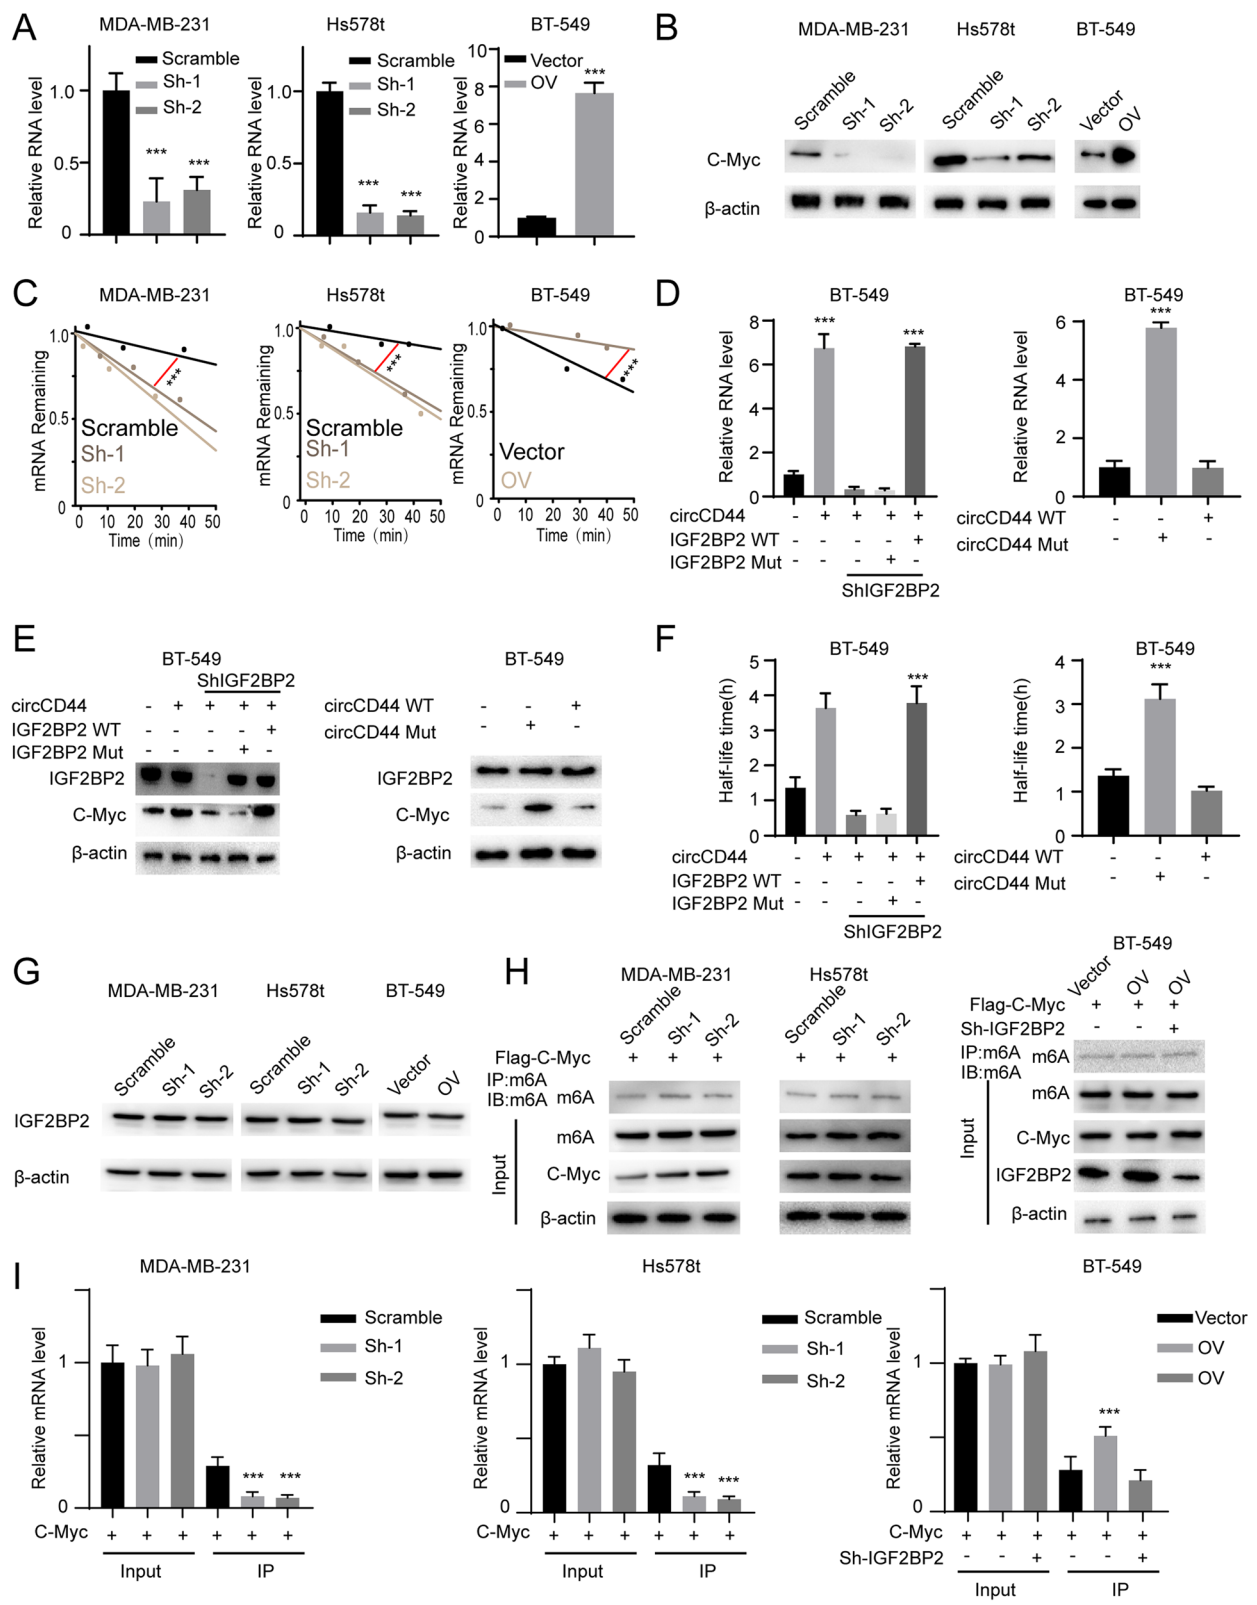 A
MDA-MB-231
Relative RNA level
1.0
0.5
0
Scramble
Sh-1
Sh-2
***
***
Hs578t
Relative RNA level
1.0
0.5
0
Scramble
Sh-1
Sh-2
***
***
BT-549
Relative RNA level
10
8
6
4
2
0
Vector
OV
***
B
MDA-MB-231
Hs578t
BT-549
Scramble
Sh-1
Sh-2
Scramble
Sh-1
Sh-2
Vector
OV
C-Myc
β-actin
C
MDA-MB-231
mRNA Remaining
1.0
0.5
0
***
Scramble
Sh-1
Sh-2
0 10 20 30 40 50
Time (min)
Hs578t
mRNA Remaining
1.0
0.5
0
***
Scramble
Sh-1
Sh-2
0 10 20 30 40 50
Time (min)
BT-549
mRNA Remaining
1.0
0.5
0
***
Vector
OV
0 10 20 30 40 50
Time (min)
D
BT-549
Relative RNA level
8
6
4
2
0
***
***
circCD44 - + + + +
IGF2BP2 WT - - - - +
IGF2BP2 Mut - - - + -
ShIGF2BP2
BT-549
Relative RNA level
6
4
2
0
***
circCD44 WT - - +
circCD44 Mut - + -
E
BT-549
ShIGF2BP2
circCD44 - + + + +
IGF2BP2 WT - - - - +
IGF2BP2 Mut - - - + -
IGF2BP2
C-Myc
β-actin
BT-549
circCD44 WT - - +
circCD44 Mut - + -
IGF2BP2
C-Myc
β-actin
F
BT-549
Half-life time(h)
5
4
3
2
1
0
***
circCD44 - + + + +
IGF2BP2 WT - - - - +
IGF2BP2 Mut - - - + -
ShIGF2BP2
BT-549
Half-life time(h)
4
3
2
1
0
***
circCD44 WT - - +
circCD44 Mut - + -
G
MDA-MB-231
Hs578t
BT-549
Scramble
Sh-1
Sh-2
Scramble
Sh-1
Sh-2
Vector
OV
IGF2BP2
β-actin
H
MDA-MB-231
Hs578t
Scramble
Sh-1
Sh-2
Scramble
Sh-1
Sh-2
Flag-C-Myc + + + + + +
IP:m6A
IB:m6A
m6A
Input
m6A
C-Myc
β-actin
BT-549
Vector
OV
OV
Flag-C-Myc + + +
Sh-IGF2BP2 - - +
IP:m6A
IB:m6A
m6A
Input
m6A
C-Myc
IGF2BP2
β-actin
I
MDA-MB-231
Relative mRNA level
1
0
Scramble
Sh-1
Sh-2
***
***
C-Myc + + + + + +
Input
IP
Hs578t
Relative mRNA level
1
0
Scramble
Sh-1
Sh-2
***
***
+ + + + + +
Input
IP
BT-549
Relative mRNA level
1
0
Vector
OV
OV
***
C-Myc + + + + + +
Sh-IGF2BP2 - - + - - +
Input
IP